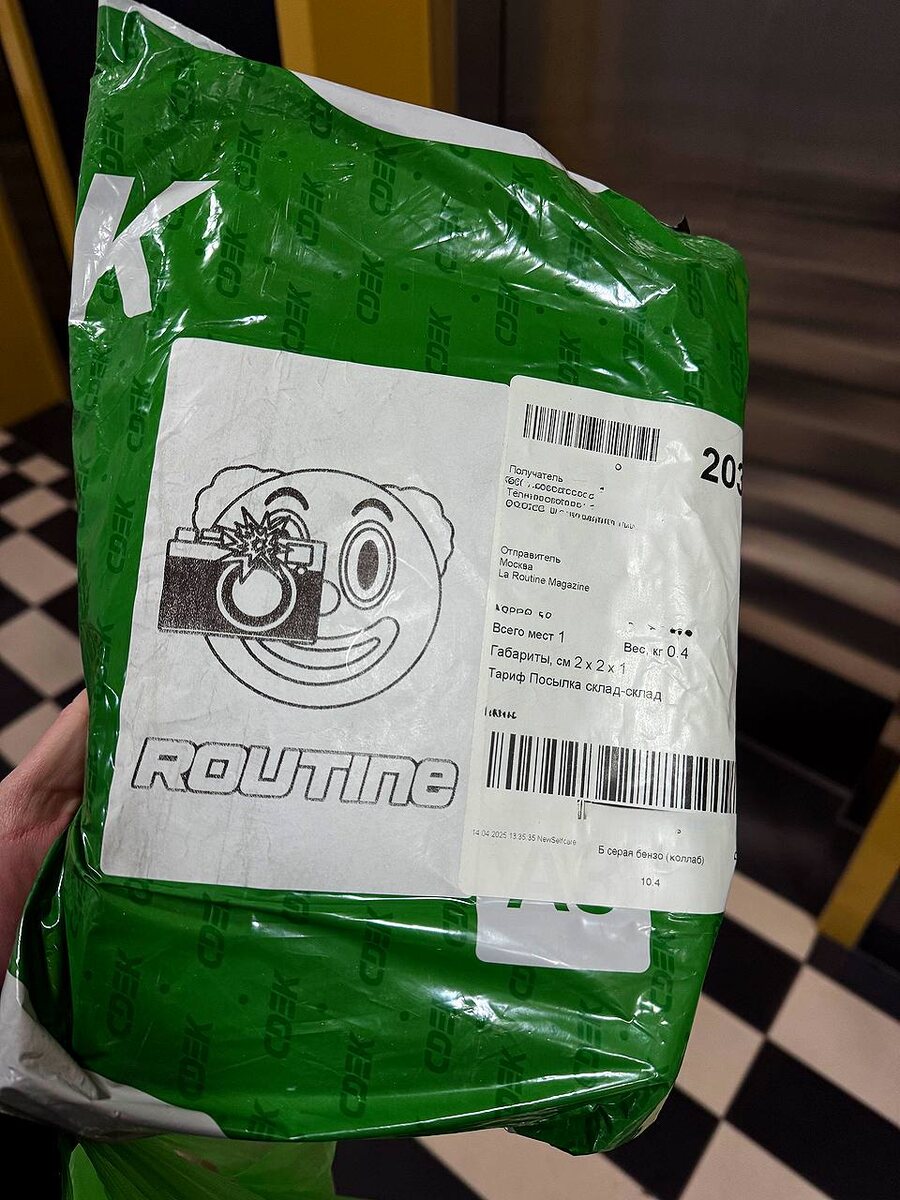 K
CDEK
203
Получатель
Отправитель
Москва
La Routine Magazine
Всего мест 1
Вес, кг 0.4
Габариты, см 2 x 2 x 1
Тариф Посылка склад-склад
ROUTINe
14.04.2025 13.35.35 NewSelfcare
Б серая бензо (коллаб)
10.4